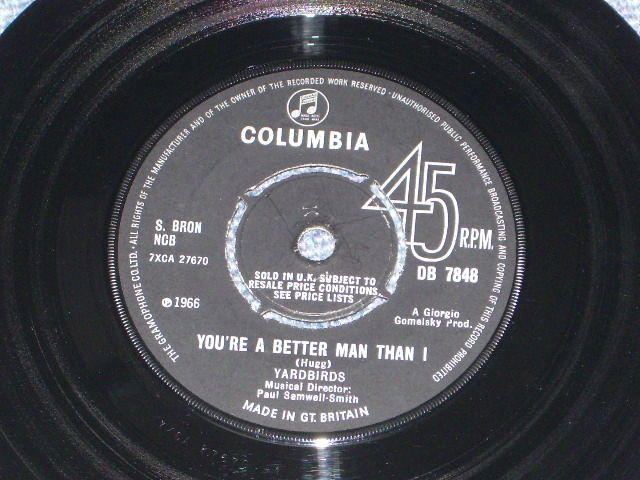 THE GRAMOPHONE CO. LTD. · ALL RIGHTS OF THE MANUFACTURER AND OF THE OWNER OF THE RECORDED WORK RESERVED · UNAUTHORISED PUBLIC PERFORMANCE BROADCASTING AND COPYING OF THIS RECORD PROHIBITED
COLUMBIA
45 R.P.M.
S. BRON
NCB
7XCA 27670
DB 7848
SOLD IN U.K. SUBJECT TO
RESALE PRICE CONDITIONS
SEE PRICE LISTS
℗ 1966
A Giorgio
Gomelsky Prod.
YOU'RE A BETTER MAN THAN I
(Hugg)
YARDBIRDS
Musical Director:
Paul Samwell-Smith
MADE IN GT. BRITAIN